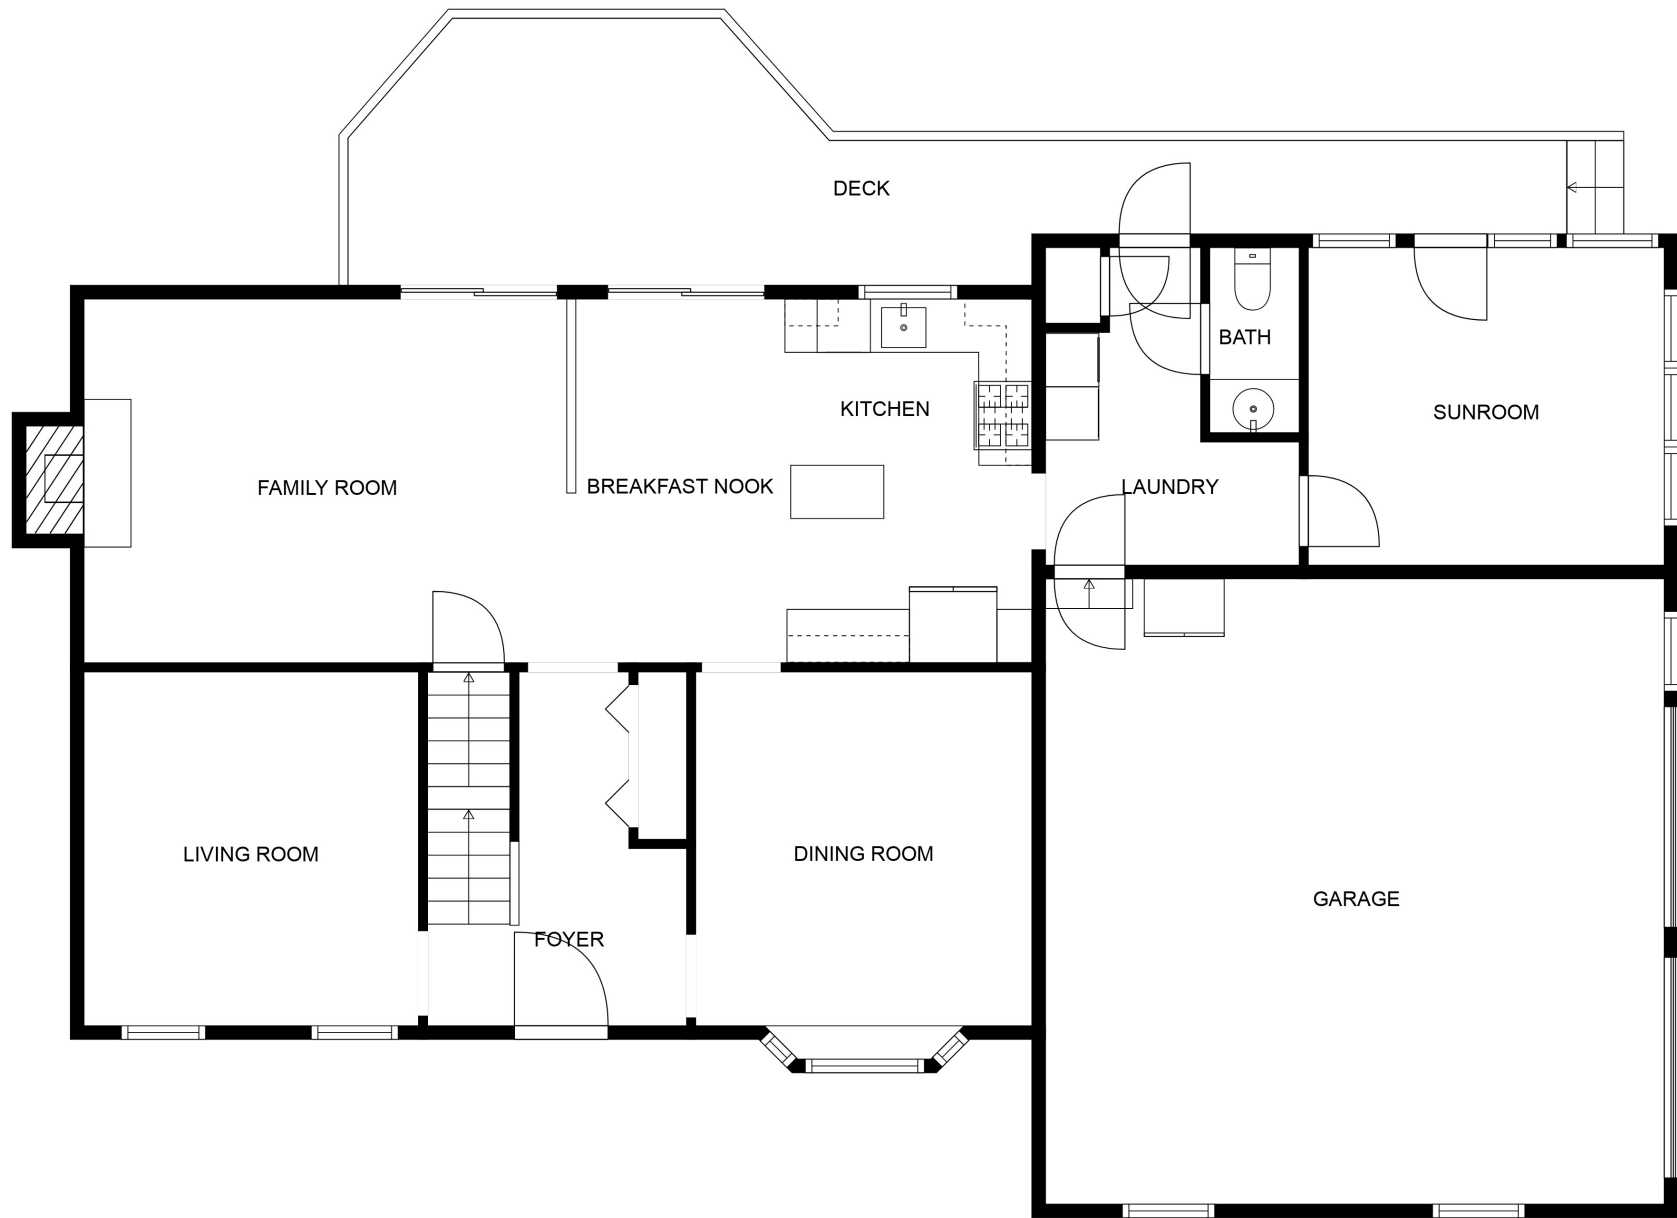 DECK
BATH
KITCHEN
SUNROOM
FAMILY ROOM
BREAKFAST NOOK
LAUNDRY
LIVING ROOM
DINING ROOM
GARAGE
FOYER